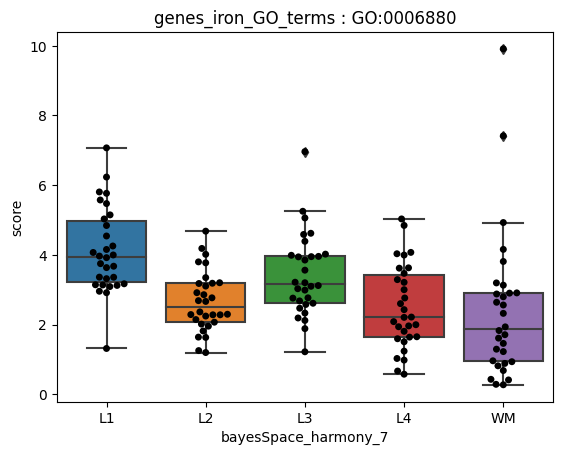 genes_iron_GO_terms : GO:0006880
10
8
6
4
2
0
score
L1 L2 L3 L4 WM
bayesSpace_harmony_7